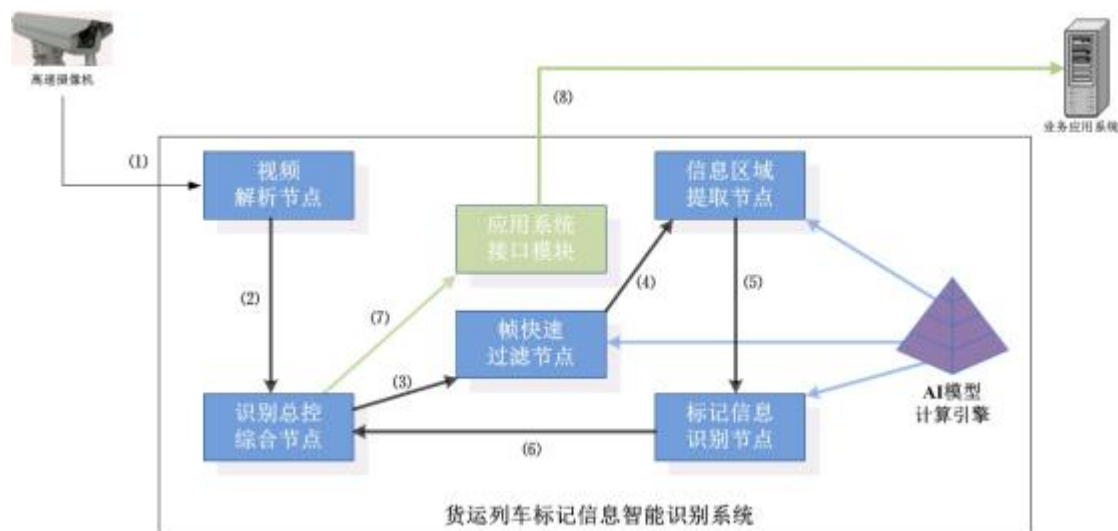 高速摄像机
业务应用系统
(8)
(1)
视频
解析节点
信息区域
提取节点
应用系统
接口模块
(2)
(4)
(5)
(7)
帧快速
过滤节点
(3)
AI模型
计算引擎
识别总控
综合节点
标记信息
识别节点
(6)
货运列车标记信息智能识别系统